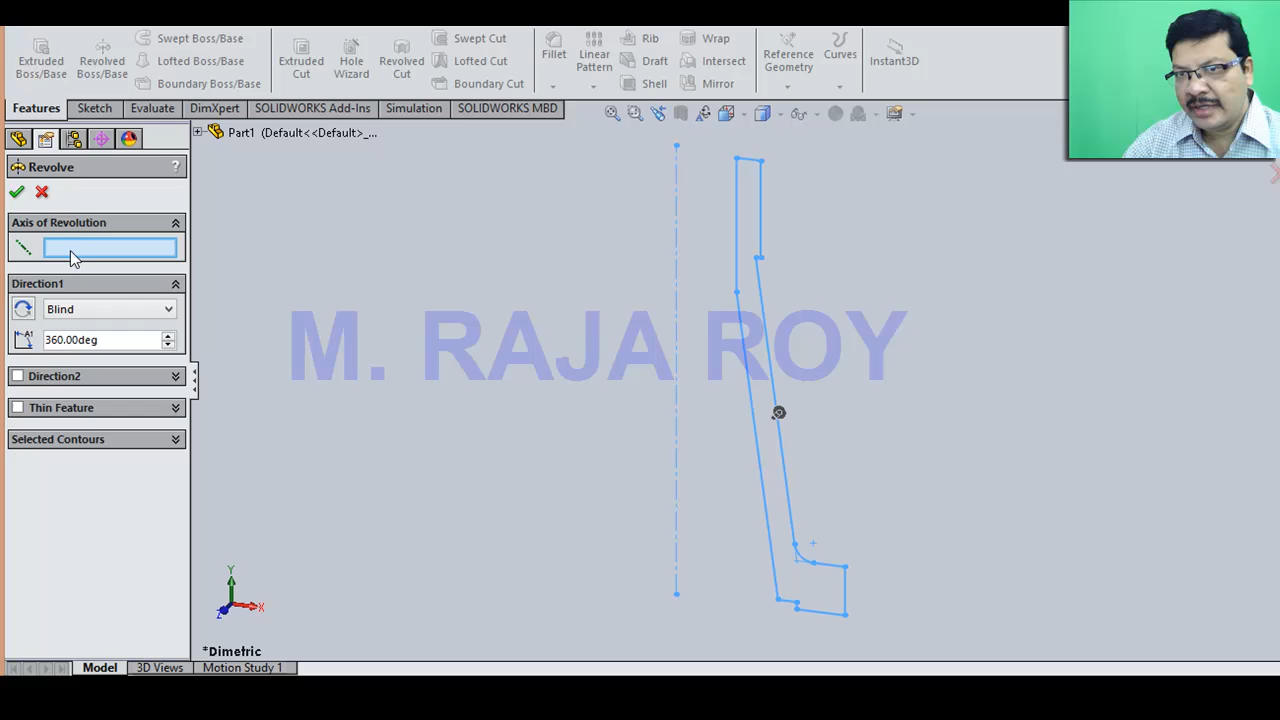 Extruded Boss/Base
Revolved Boss/Base
Swept Boss/Base
Lofted Boss/Base
Boundary Boss/Base
Extruded Cut
Hole Wizard
Revolved Cut
Swept Cut
Lofted Cut
Boundary Cut
Fillet
Linear Pattern
Rib
Draft
Shell
Wrap
Intersect
Mirror
Reference Geometry
Curves
Instant3D
Features
Sketch
Evaluate
DimXpert
SOLIDWORKS Add-Ins
Simulation
SOLIDWORKS MBD
Part1 (Default<<Default>_...
Revolve
?
Axis of Revolution
Direction1
Blind
A1
360.00deg
Direction2
Thin Feature
Selected Contours
M. RAJA ROY
Y
X
Z
*Dimetric
Model
3D Views
Motion Study 1